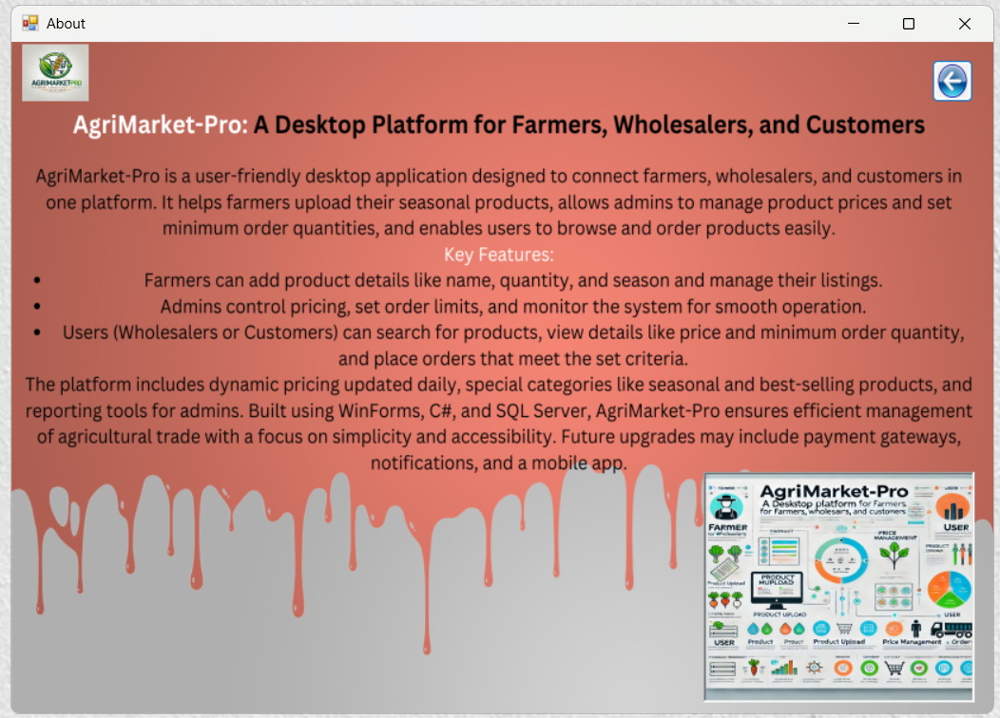 About
AGRIMARKETPRO
AgriMarket-Pro: A Desktop Platform for Farmers, Wholesalers, and Customers
AgriMarket-Pro is a user-friendly desktop application designed to connect farmers, wholesalers, and customers in
one platform. It helps farmers upload their seasonal products, allows admins to manage product prices and set
minimum order quantities, and enables users to browse and order products easily.
Key Features:
• Farmers can add product details like name, quantity, and season and manage their listings.
• Admins control pricing, set order limits, and monitor the system for smooth operation.
• Users (Wholesalers or Customers) can search for products, view details like price and minimum order quantity,
and place orders that meet the set criteria.
The platform includes dynamic pricing updated daily, special categories like seasonal and best-selling products, and
reporting tools for admins. Built using WinForms, C#, and SQL Server, AgriMarket-Pro ensures efficient management
of agricultural trade with a focus on simplicity and accessibility. Future upgrades may include payment gateways,
notifications, and a mobile app.
AgriMarket-Pro
A Desktop platform for Farmers
for Farmers,
and customers
FARMER
USER
PRICE
MANAGEMENT
Product Upload
PRODUCT
MUPLOAD
PRODUCT UPLOAD
USER
USER
Product
Product Upload
Price Management
Order